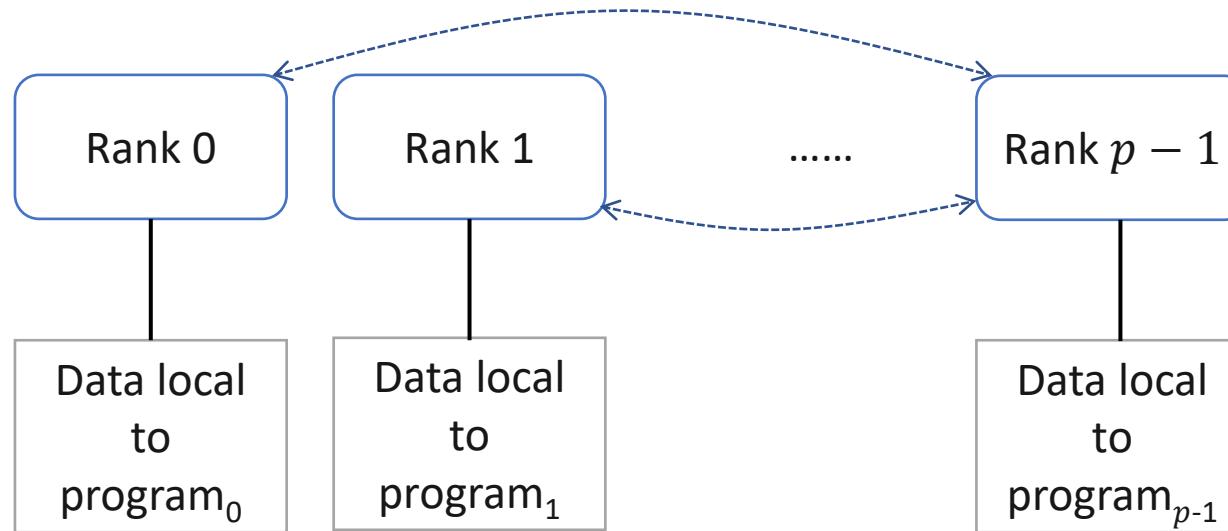 Rank 0
Rank 1
......
Rank p − 1
Data local
to
program₀
Data local
to
program₁
Data local
to
programₚ₋₁